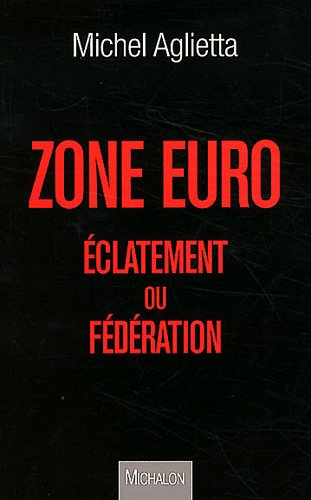 Michel Aglietta
ZONE EURO
ÉCLATEMENT
OU
FÉDÉRATION
MICHALON